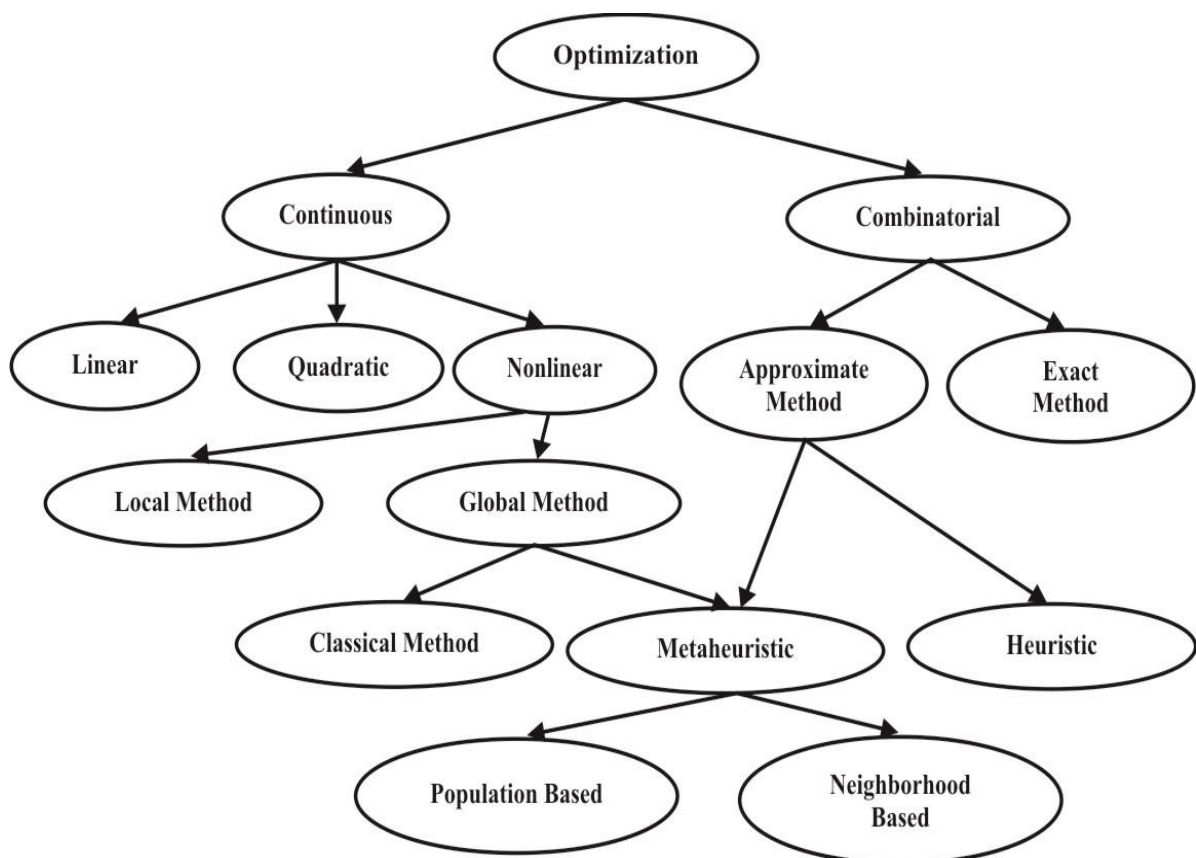 Optimization
Continuous
Combinatorial
Linear
Quadratic
Nonlinear
Approximate
Method
Exact
Method
Local Method
Global Method
Classical Method
Metaheuristic
Heuristic
Population Based
Neighborhood
Based